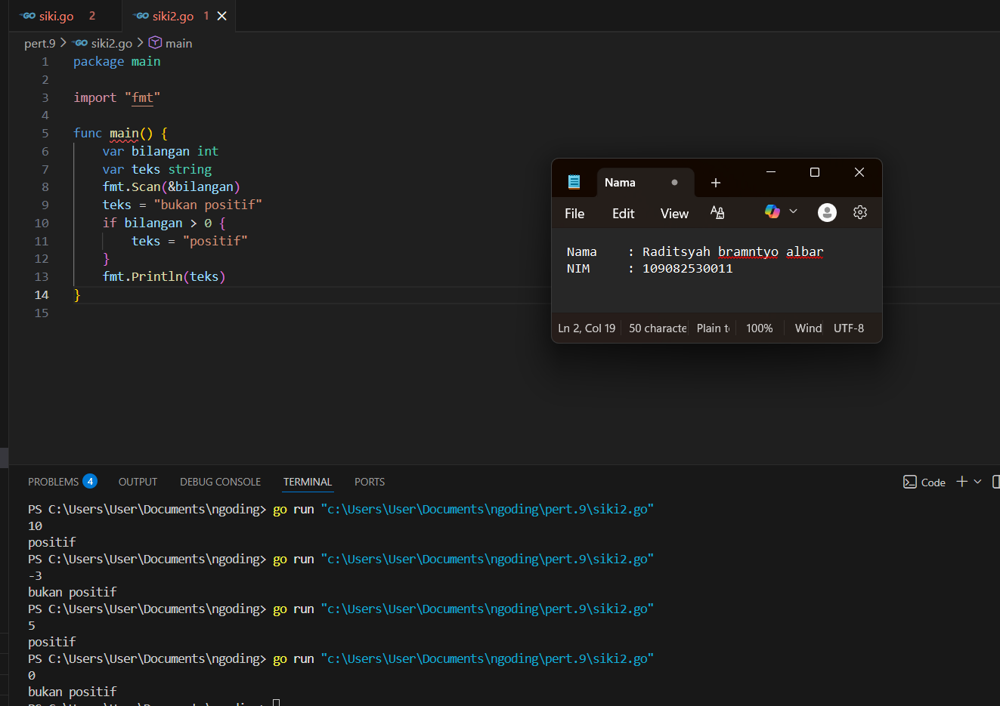 siki.go 2 siki2.go 1
pert.9 > siki2.go > main
1 package main
2
3 import "fmt"
4
5 func main() {
6 var bilangan int
7 var teks string
8 fmt.Scan(&bilangan)
9 teks = "bukan positif"
10 if bilangan > 0 {
11 teks = "positif"
12 }
13 fmt.Println(teks)
14 }
15
Nama
File Edit View
Nama : Raditsyah bramntyo albar
NIM : 109082530011
Ln 2, Col 19 50 characte Plain t 100% Wind UTF-8
PROBLEMS 4 OUTPUT DEBUG CONSOLE TERMINAL PORTS Code
PS C:\Users\User\Documents\ngoding> go run "c:\Users\User\Documents\ngoding\pert.9\siki2.go"
10
positif
PS C:\Users\User\Documents\ngoding> go run "c:\Users\User\Documents\ngoding\pert.9\siki2.go"
-3
bukan positif
PS C:\Users\User\Documents\ngoding> go run "c:\Users\User\Documents\ngoding\pert.9\siki2.go"
5
positif
PS C:\Users\User\Documents\ngoding> go run "c:\Users\User\Documents\ngoding\pert.9\siki2.go"
0
bukan positif